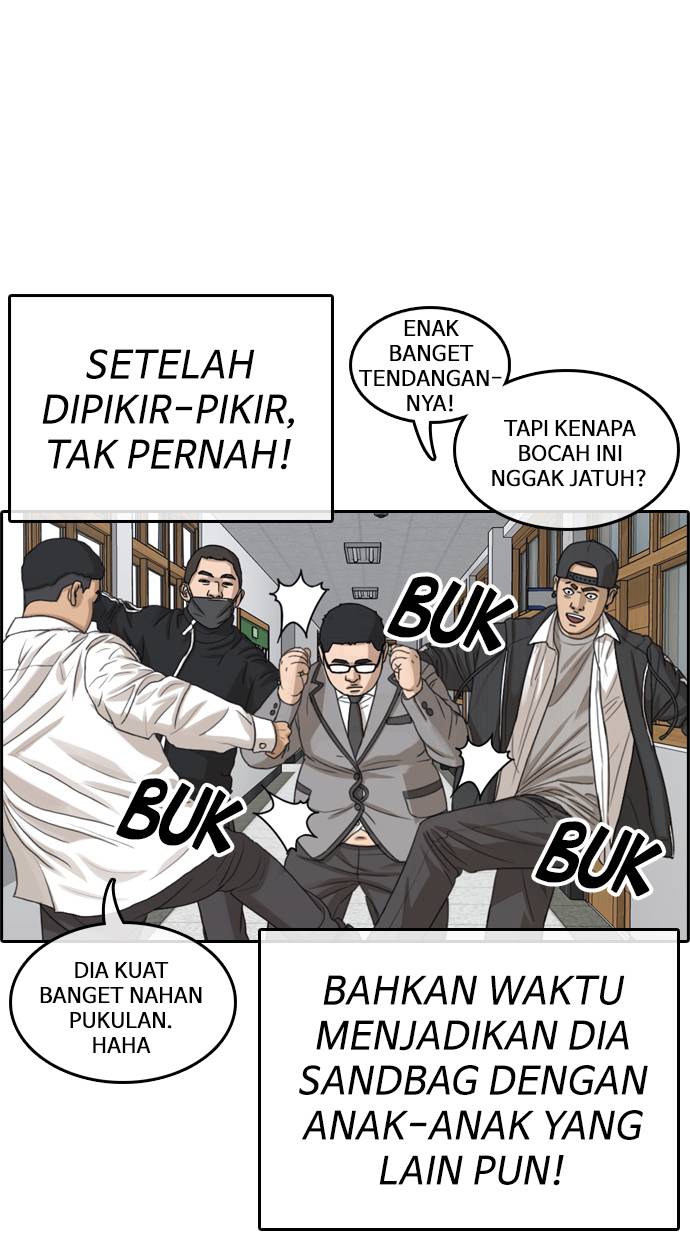 SETELAH
DIPIKIR-PIKIR,
TAK PERNAH!
ENAK
BANGET
TENDANGAN-
NYA!
TAPI KENAPA
BOCAH INI
NGGAK JATUH?
BUK
BUK
BUK
DIA KUAT
BANGET NAHAN
PUKULAN.
HAHA
BAHKAN WAKTU
MENJADIKAN DIA
SANDBAG DENGAN
ANAK-ANAK YANG
LAIN PUN!